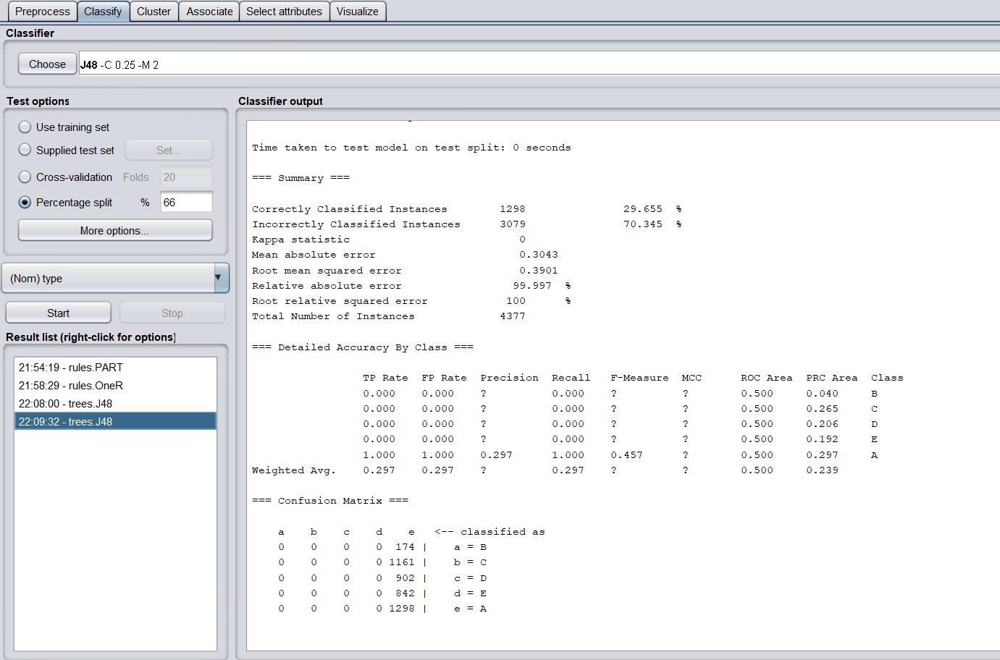 Preprocess Classify Cluster Associate Select attributes Visualize
Classifier
Choose J48 -C 0.25 -M 2
Test options
Use training set
Supplied test set Set...
Cross-validation Folds 20
Percentage split % 66
More options...
(Nom) type
Start Stop
Result list (right-click for options)
21:54:19 - rules.PART
21:58:29 - rules.OneR
22:08:00 - trees.J48
22:09:32 - trees.J48
Classifier output
Time taken to test model on test split: 0 seconds
=== Summary ===
Correctly Classified Instances 1298 29.655 %
Incorrectly Classified Instances 3079 70.345 %
Kappa statistic 0
Mean absolute error 0.3043
Root mean squared error 0.3901
Relative absolute error 99.997 %
Root relative squared error 100 %
Total Number of Instances 4377
=== Detailed Accuracy By Class ===
TP Rate FP Rate Precision Recall F-Measure MCC ROC Area PRC Area Class
0.000 0.000 ? 0.000 ? ? 0.500 0.040 B
0.000 0.000 ? 0.000 ? ? 0.500 0.265 C
0.000 0.000 ? 0.000 ? ? 0.500 0.206 D
0.000 0.000 ? 0.000 ? ? 0.500 0.192 E
1.000 1.000 0.297 1.000 0.457 ? 0.500 0.297 A
Weighted Avg. 0.297 0.297 ? 0.297 ? ? 0.500 0.239
=== Confusion Matrix ===
a b c d e <-- classified as
0 0 0 0 174 | a = B
0 0 0 0 1161 | b = C
0 0 0 0 902 | c = D
0 0 0 0 842 | d = E
0 0 0 0 1298 | e = A